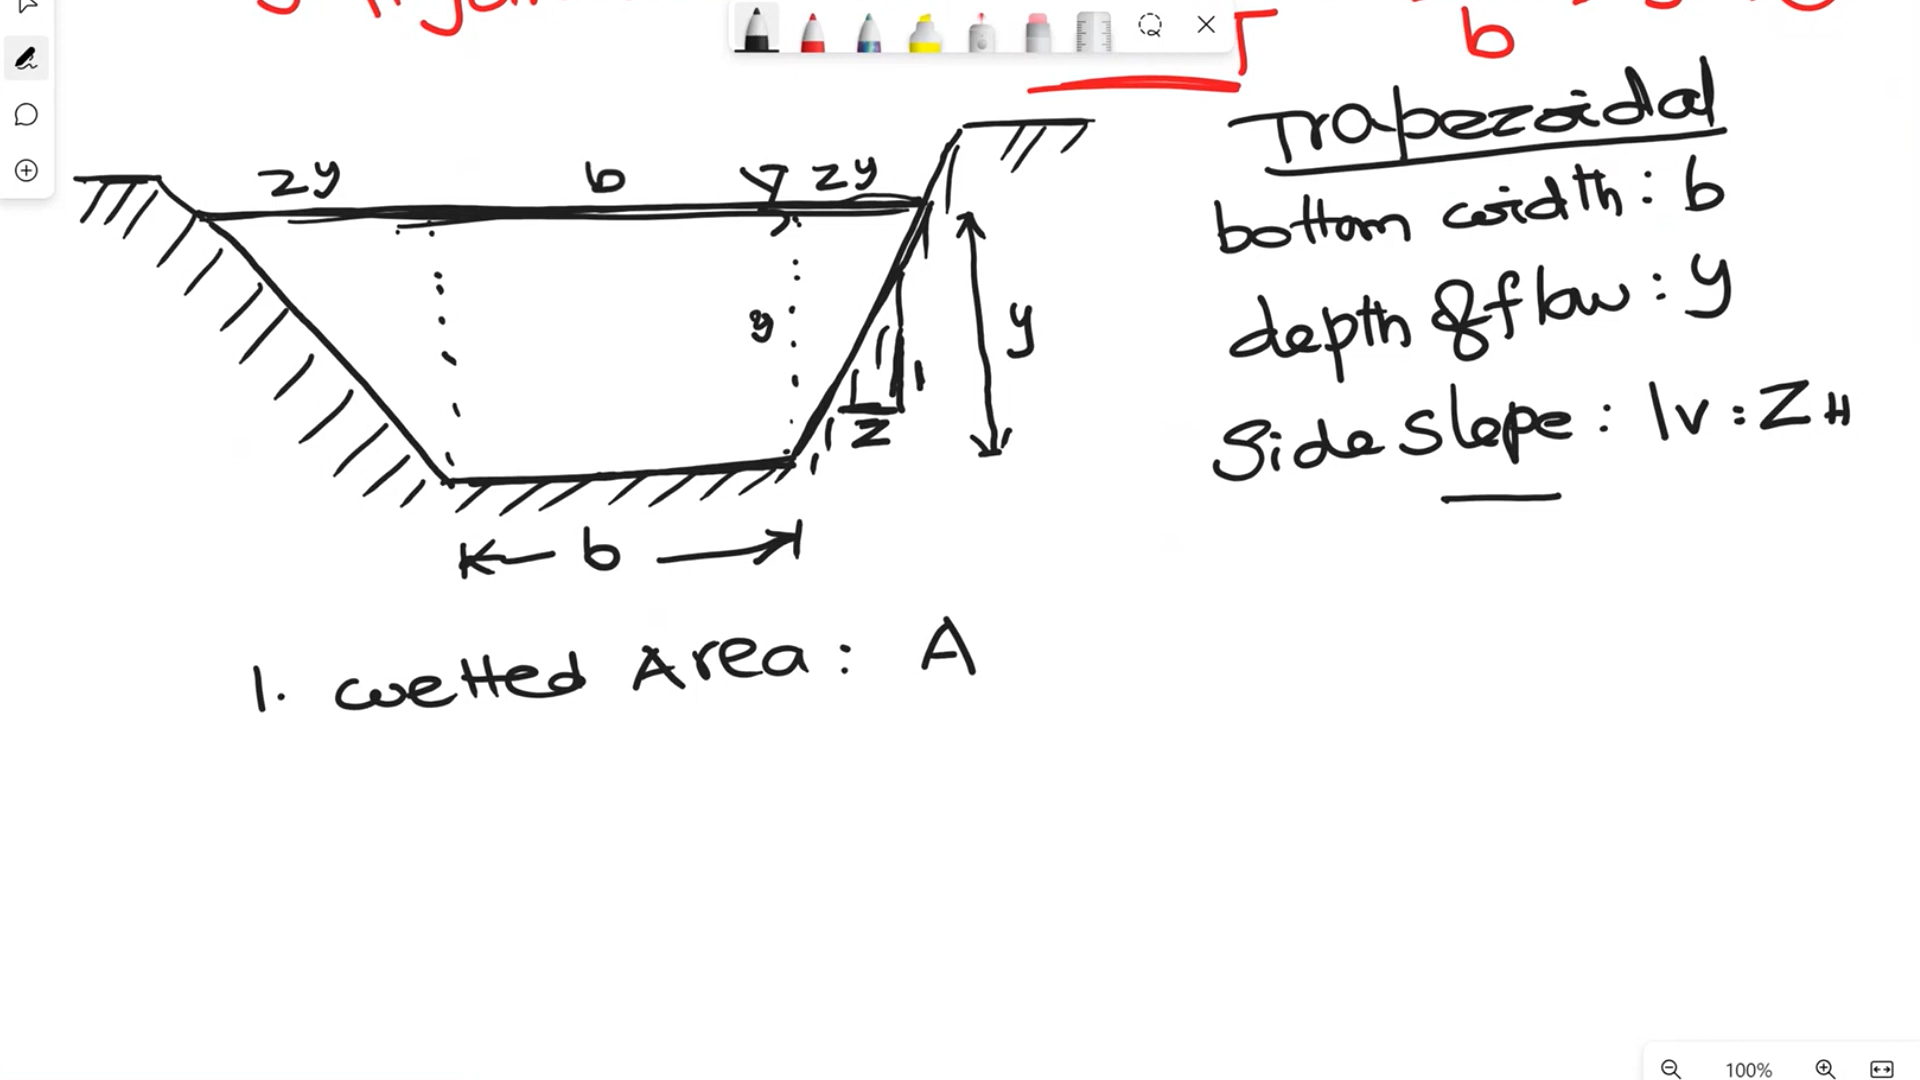 b
Trapezoidal
zy b zy
bottom width : b
y y
depth of flow : y
1
z
side slope : 1V : ZH
b
1. wetted Area : A
100%